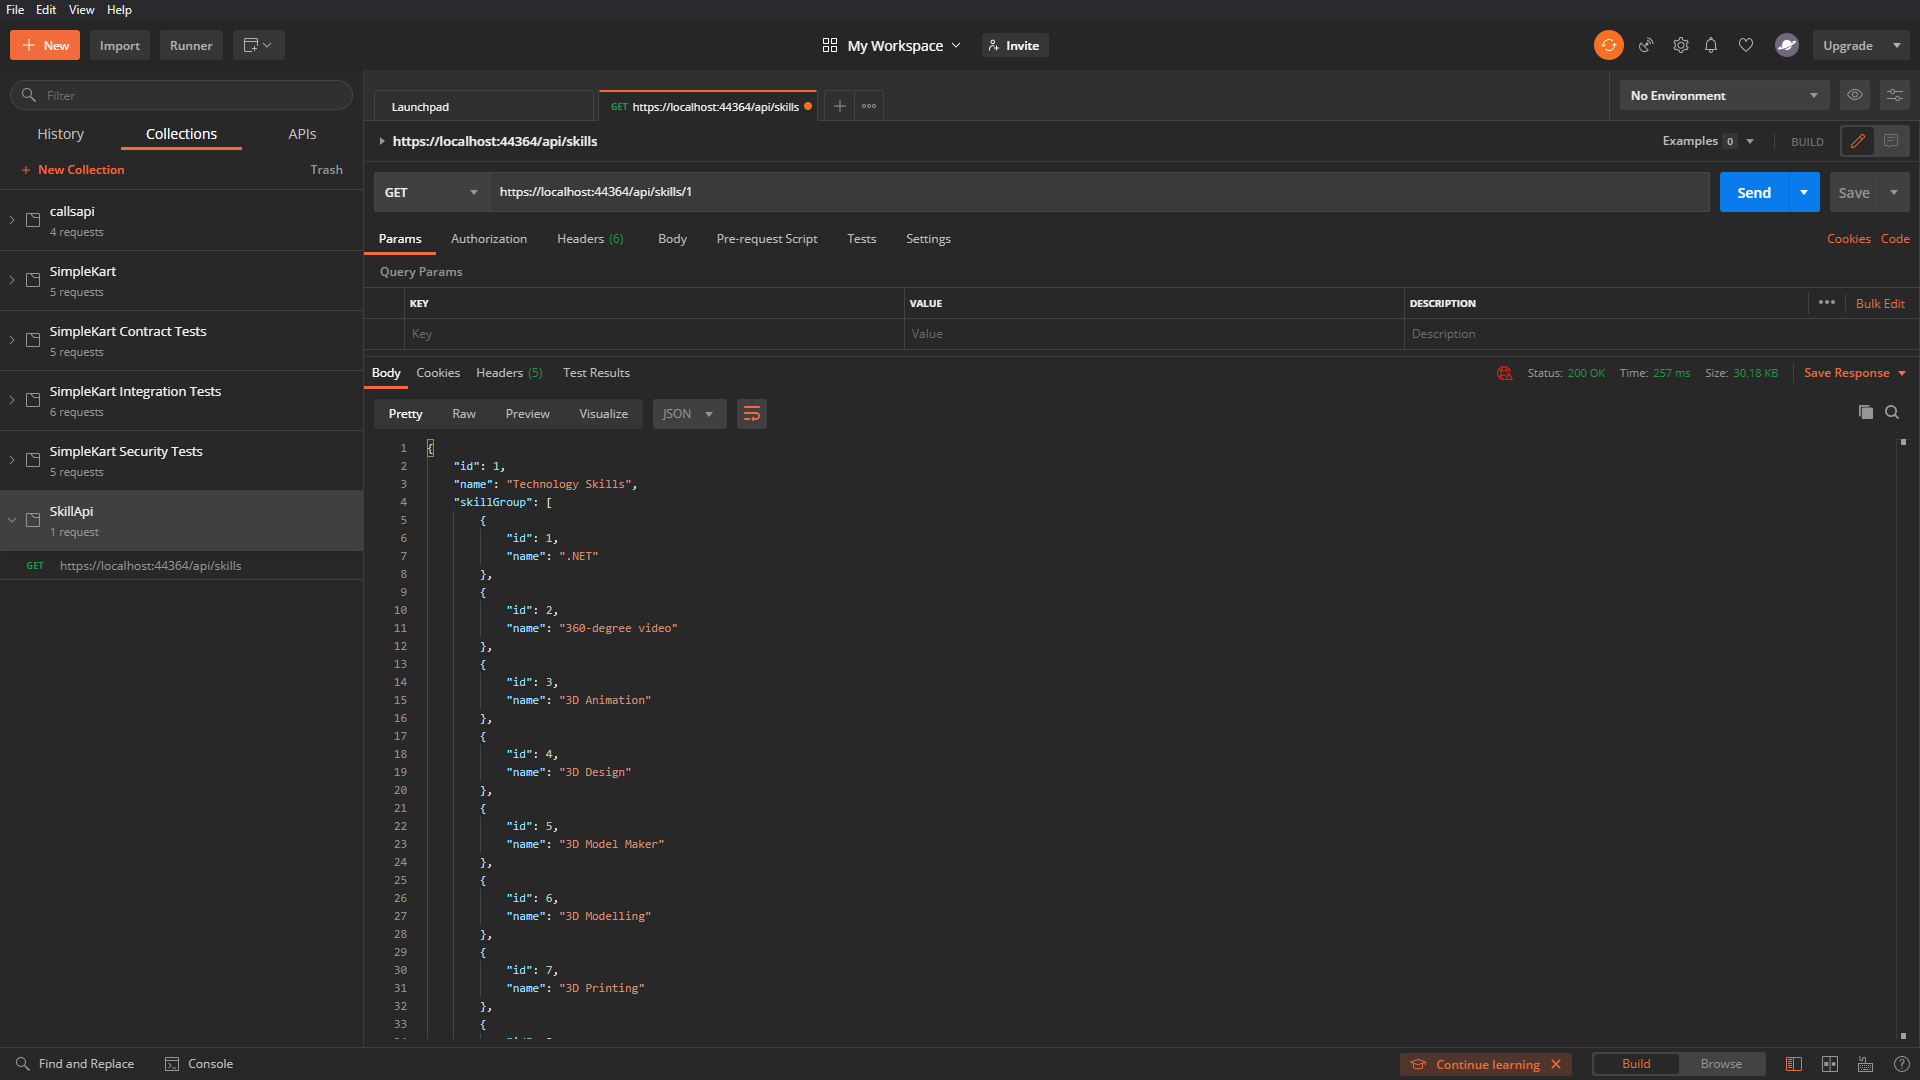 File Edit View Help
New Import Runner
My Workspace Invite
Upgrade
Filter
History Collections APIs
New Collection Trash
callsapi
4 requests
SimpleKart
5 requests
SimpleKart Contract Tests
5 requests
SimpleKart Integration Tests
6 requests
SimpleKart Security Tests
5 requests
SkillApi
1 request
GET https://localhost:44364/api/skills
Launchpad GET https://localhost:44364/api/skills
No Environment
https://localhost:44364/api/skills
Examples 0 BUILD
GET https://localhost:44364/api/skills/1
Send Save
Params Authorization Headers (6) Body Pre-request Script Tests Settings
Cookies Code
Query Params
KEY VALUE DESCRIPTION
Bulk Edit
Key Value Description
Body Cookies Headers (5) Test Results
Status: 200 OK Time: 257 ms Size: 30.18 KB Save Response
Pretty Raw Preview Visualize JSON
1 {
2 "id": 1,
3 "name": "Technology Skills",
4 "skillGroup": [
5 {
6 "id": 1,
7 "name": ".NET"
8 },
9 {
10 "id": 2,
11 "name": "360-degree video"
12 },
13 {
14 "id": 3,
15 "name": "3D Animation"
16 },
17 {
18 "id": 4,
19 "name": "3D Design"
20 },
21 {
22 "id": 5,
23 "name": "3D Model Maker"
24 },
25 {
26 "id": 6,
27 "name": "3D Modelling"
28 },
29 {
30 "id": 7,
31 "name": "3D Printing"
32 },
33 {
Find and Replace Console
Continue learning
Build Browse